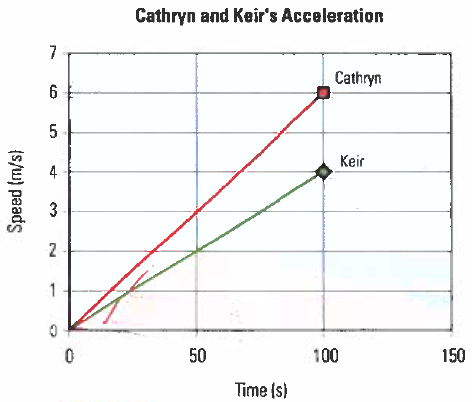 Cathryn and Keir's Acceleration
Speed (m/s)
7
6
5
4
3
2
1
0
Cathryn
Keir
0 50 100 150
Time (s)